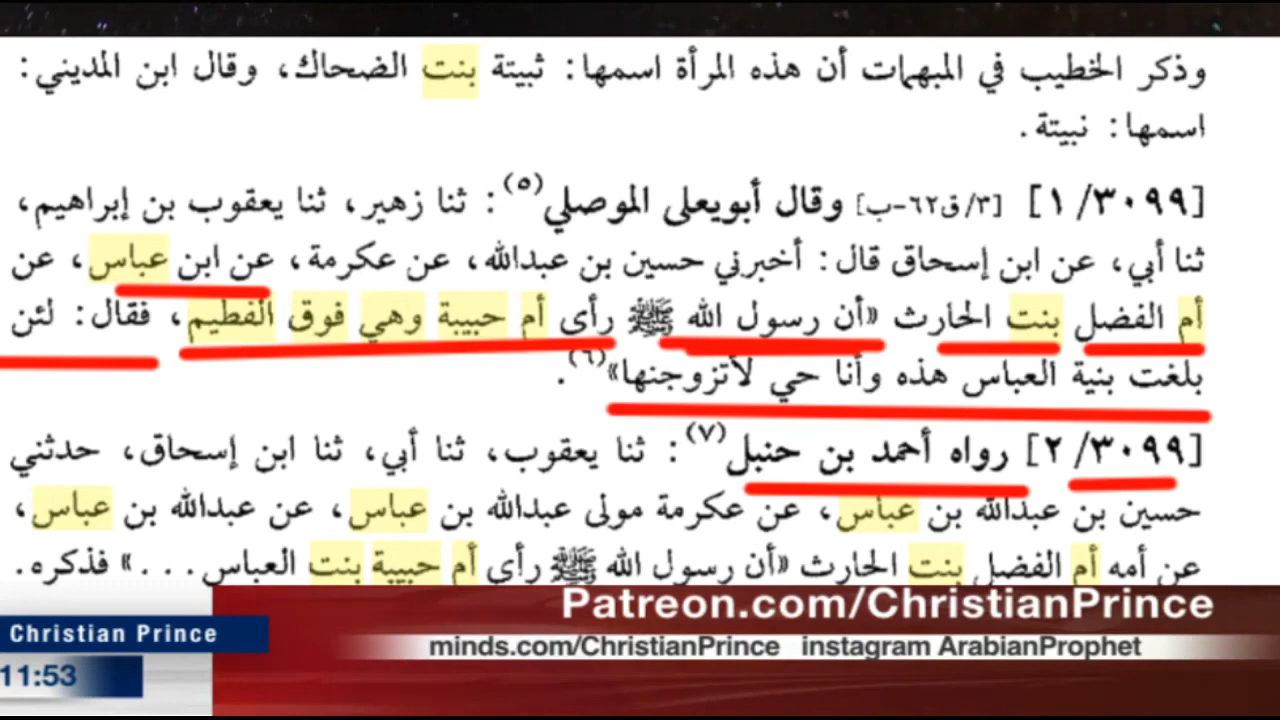 وذكر الخطيب في المبهمات أن هذه المرأة اسمها: ثبيتة بنت الضحاك، وقال ابن المديني:
اسمها: نبيتة.
[٣٠٩٩/ ١] [٣/ق٦٢-ب] وقال أبويعلى الموصلي(٥): ثنا زهير، ثنا يعقوب بن إبراهيم،
ثنا أبي، عن ابن إسحاق قال: أخبرني حسين بن عبدالله، عن عكرمة، عن ابن عباس، عن
أم الفضل بنت الحارث «أن رسول الله ﷺ رأى أم حبيبة وهي فوق الفطيم، فقال: لئن
بلغت بنية العباس هذه وأنا حي لأتزوجنها»(٦).
[٣٠٩٩/ ٢] رواه أحمد بن حنبل(٧): ثنا يعقوب، ثنا أبي، ثنا ابن إسحاق، حدثني
حسين بن عبدالله بن عباس، عن عكرمة مولى عبدالله بن عباس، عن عبدالله بن عباس،
عن أمه أم الفضل بنت الحارث «أن رسول الله ﷺ رأى أم حبيبة بنت العباس...» فذكره.
Patreon.com/ChristianPrince
Christian Prince
minds.com/ChristianPrince instagram ArabianProphet
11:53